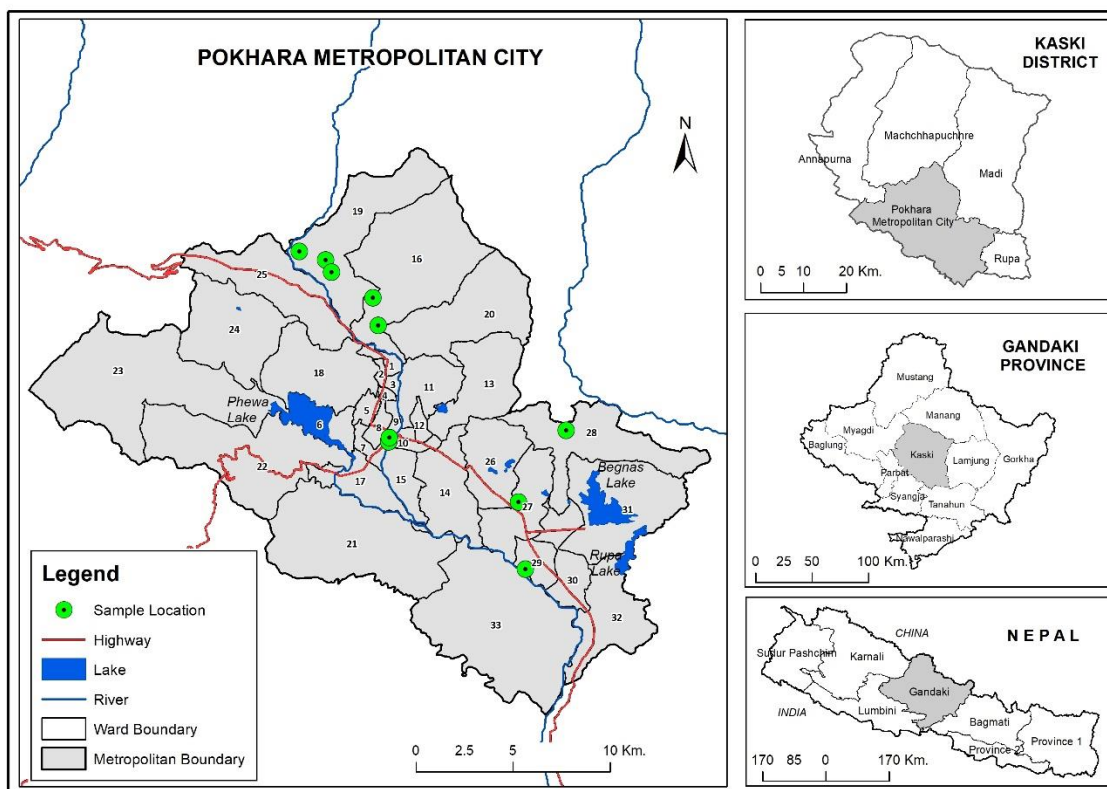 POKHARA METROPOLITAN CITY
N
19
16
25
20
24
23
18
1
2
3
4
11
13
5
Phewa
Lake
6
9
8
12
10
7
28
22
26
Begnas
Lake
17
15
14
27
31
21
Rupa
Lake
29
30
33
32
Legend
Sample Location
Highway
Lake
River
Ward Boundary
Metropolitan Boundary
0 2.5 5 10 Km.
KASKI
DISTRICT
Machchhapuchhre
Annapurna
Madi
Pokhara
Metropolitan City
Rupa
0 5 10 20 Km.
GANDAKI
PROVINCE
Mustang
Manang
Myagdi
Baglung
Kaski
Lamjung
Gorkha
Parbat
Syangja
Tanahun
Nawalparashi
0 25 50 100 Km.
NEPAL
CHINA
Sudur Pashchim
Karnali
Gandaki
INDIA
Lumbini
Bagmati
Province 2
Province 1
170 85 0 170 Km.